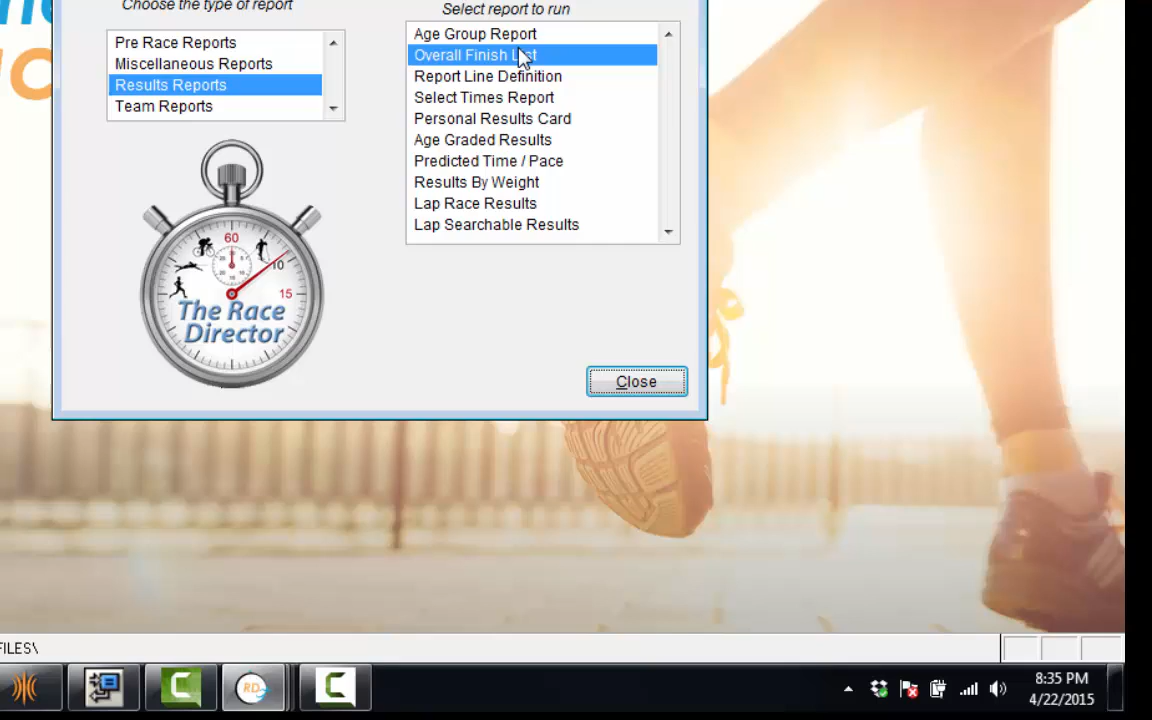 Choose the type of report
Select report to run
Pre Race Reports
Miscellaneous Reports
Results Reports
Team Reports
Age Group Report
Overall Finish List
Report Line Definition
Select Times Report
Personal Results Card
Age Graded Results
Predicted Time / Pace
Results By Weight
Lap Race Results
Lap Searchable Results
60
10
15
The Race
Director
Close
FILES\
RD
8:35 PM
4/22/2015